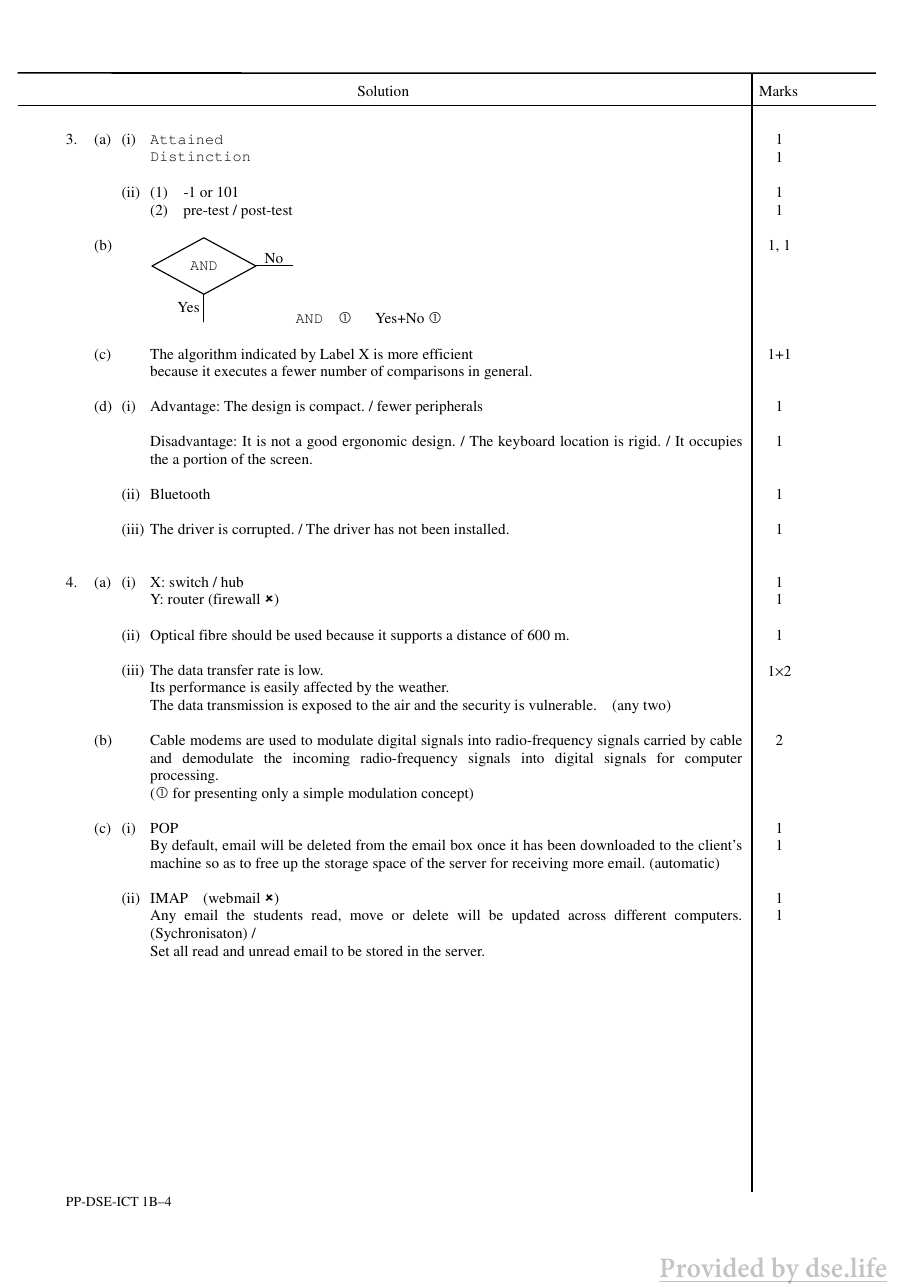 Solution Marks
3. (a) (i) Attained 1
Distinction 1
(ii) (1) -1 or 101 1
(2) pre-test / post-test 1
(b) 1, 1
AND No
Yes
AND ① Yes+No ①
(c) The algorithm indicated by Label X is more efficient 1+1
because it executes a fewer number of comparisons in general.
(d) (i) Advantage: The design is compact. / fewer peripherals 1
Disadvantage: It is not a good ergonomic design. / The keyboard location is rigid. / It occupies 1
the a portion of the screen.
(ii) Bluetooth 1
(iii) The driver is corrupted. / The driver has not been installed. 1
4. (a) (i) X: switch / hub 1
Y: router (firewall ×) 1
(ii) Optical fibre should be used because it supports a distance of 600 m. 1
(iii) The data transfer rate is low. 1×2
Its performance is easily affected by the weather.
The data transmission is exposed to the air and the security is vulnerable. (any two)
(b) Cable modems are used to modulate digital signals into radio-frequency signals carried by cable 2
and demodulate the incoming radio-frequency signals into digital signals for computer
processing.
(① for presenting only a simple modulation concept)
(c) (i) POP 1
By default, email will be deleted from the email box once it has been downloaded to the client's 1
machine so as to free up the storage space of the server for receiving more email. (automatic)
(ii) IMAP (webmail ×) 1
Any email the students read, move or delete will be updated across different computers. 1
(Sychronisaton) /
Set all read and unread email to be stored in the server.
PP-DSE-ICT 1B–4
Provided by dse.life